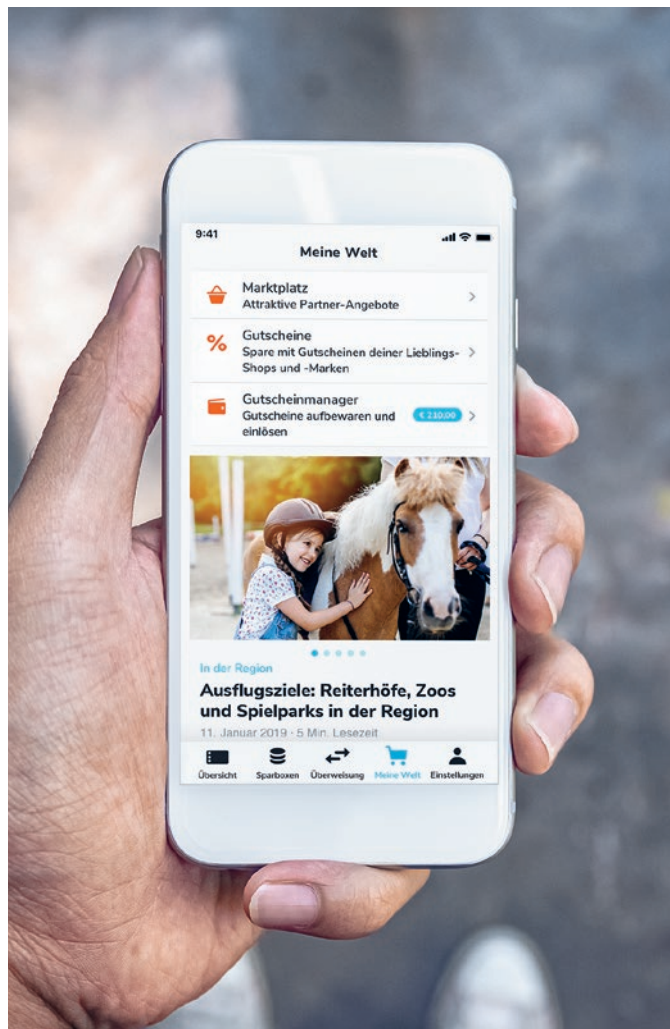 9:41
Meine Welt
Marktplatz
Attraktive Partner-Angebote
Gutscheine
Spare mit Gutscheinen deiner Lieblings-
Shops und -Marken
Gutscheinmanager
Gutscheine aufbewaren und
einlösen
€ 210,00
In der Region
Ausflugsziele: Reiterhöfe, Zoos
und Spielparks in der Region
11. Januar 2019 · 5 Min. Lesezeit
Übersicht Sparboxen Überweisung Meine Welt Einstellungen